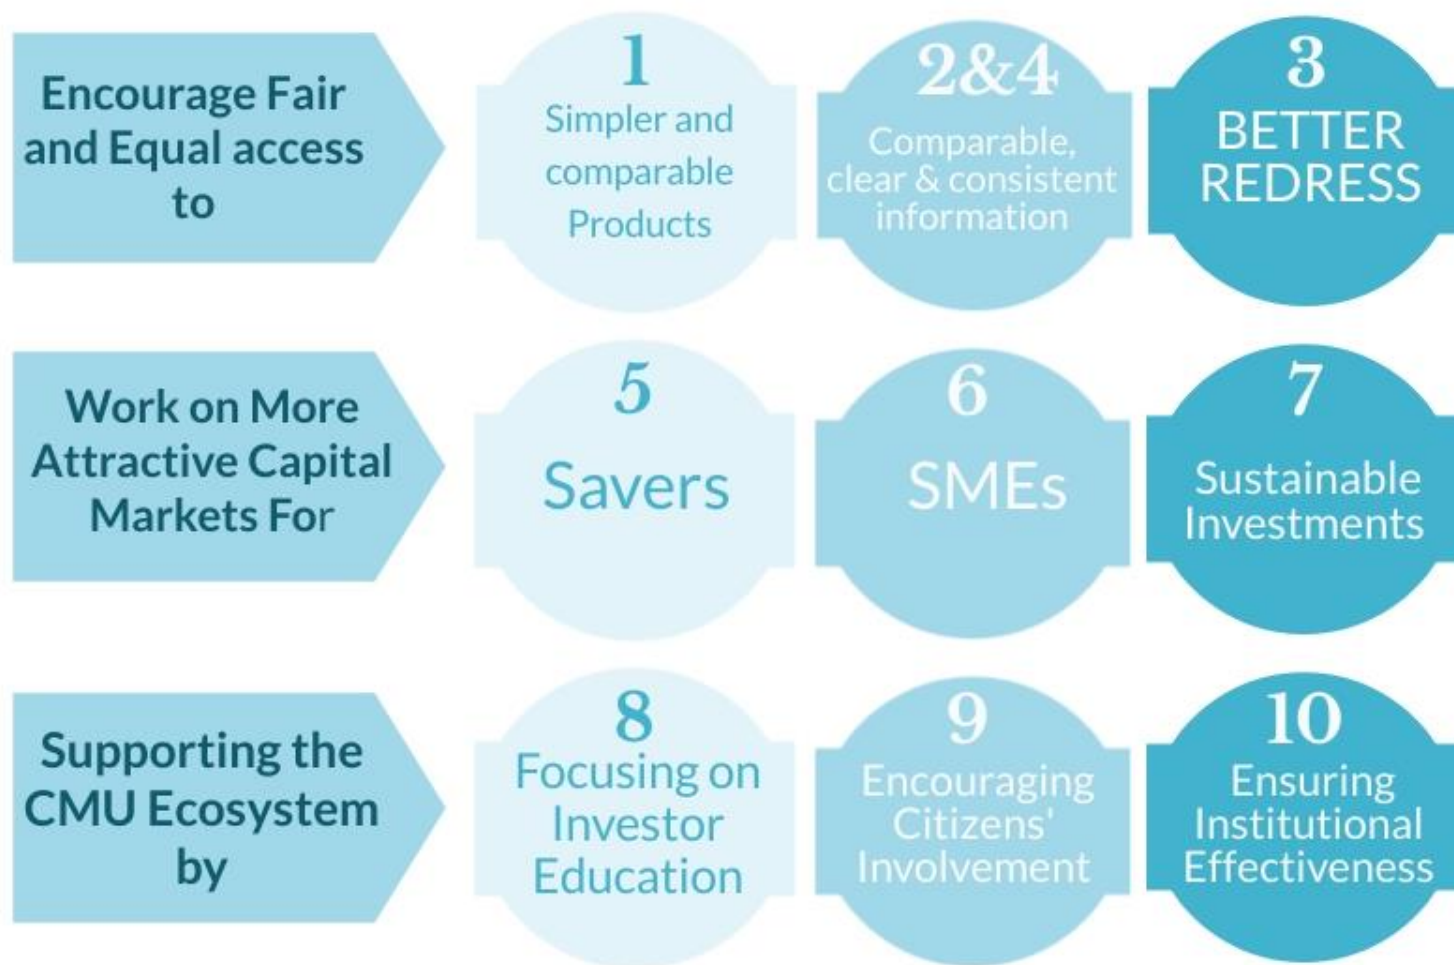 Encourage Fair
and Equal access
to
1
Simpler and
comparable
Products
2&4
Comparable,
clear & consistent
information
3
BETTER
REDRESS
Work on More
Attractive Capital
Markets For
5
Savers
6
SMEs
7
Sustainable
Investments
Supporting the
CMU Ecosystem
by
8
Focusing on
Investor
Education
9
Encouraging
Citizens'
Involvement
10
Ensuring
Institutional
Effectiveness